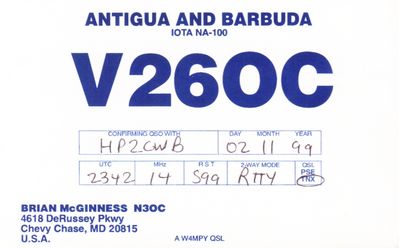 ANTIGUA AND BARBUDA
IOTA NA-100
V26OC
CONFIRMING QSO WITH DAY MONTH YEAR
HP2CWB 02 11 99
UTC MHz R S T 2-WAY MODE QSL
2342 14 599 RTTY PSE
TNX
BRIAN McGINNESS N3OC
4618 DeRussey Pkwy
Chevy Chase, MD 20815
U.S.A.
A W4MPY QSL